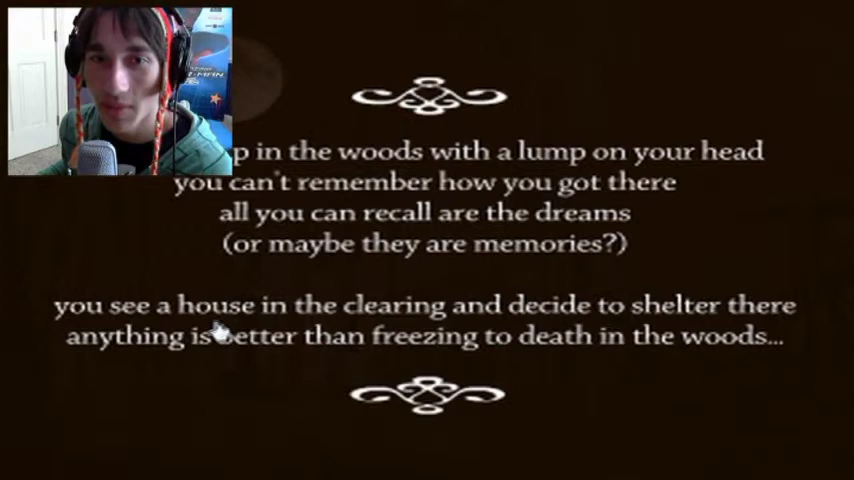 p in the woods with a lump on your head
you can't remember how you got there
all you can recall are the dreams
(or maybe they are memories?)
you see a house in the clearing and decide to shelter there
anything is better than freezing to death in the woods...